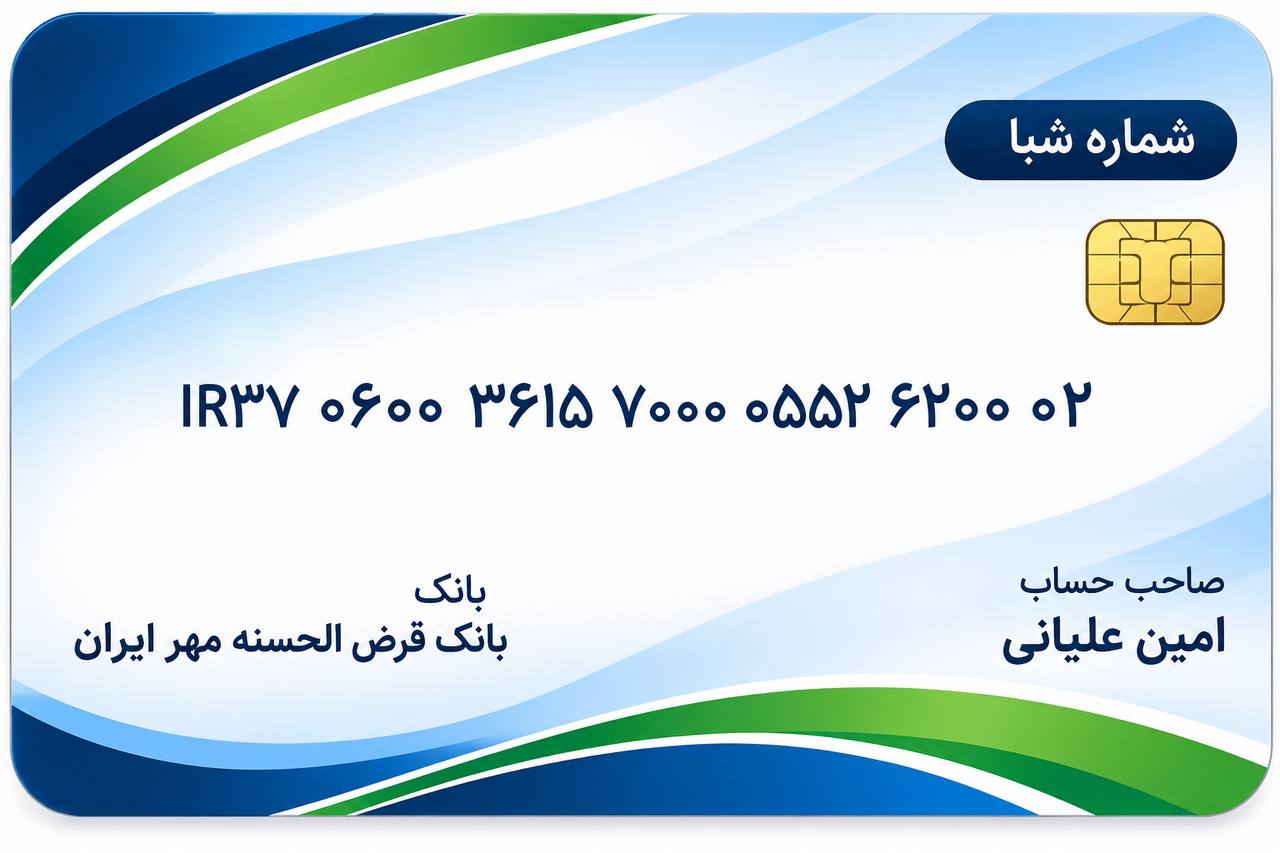 شماره شبا
IR۳۷ ۰۶۰۰ ۳۶۱۵ ۷۰۰۰ ۰۵۵۲ ۶۲۰۰ ۰۲
صاحب حساب
امین علیانی
بانک
بانک قرض الحسنه مهر ایران